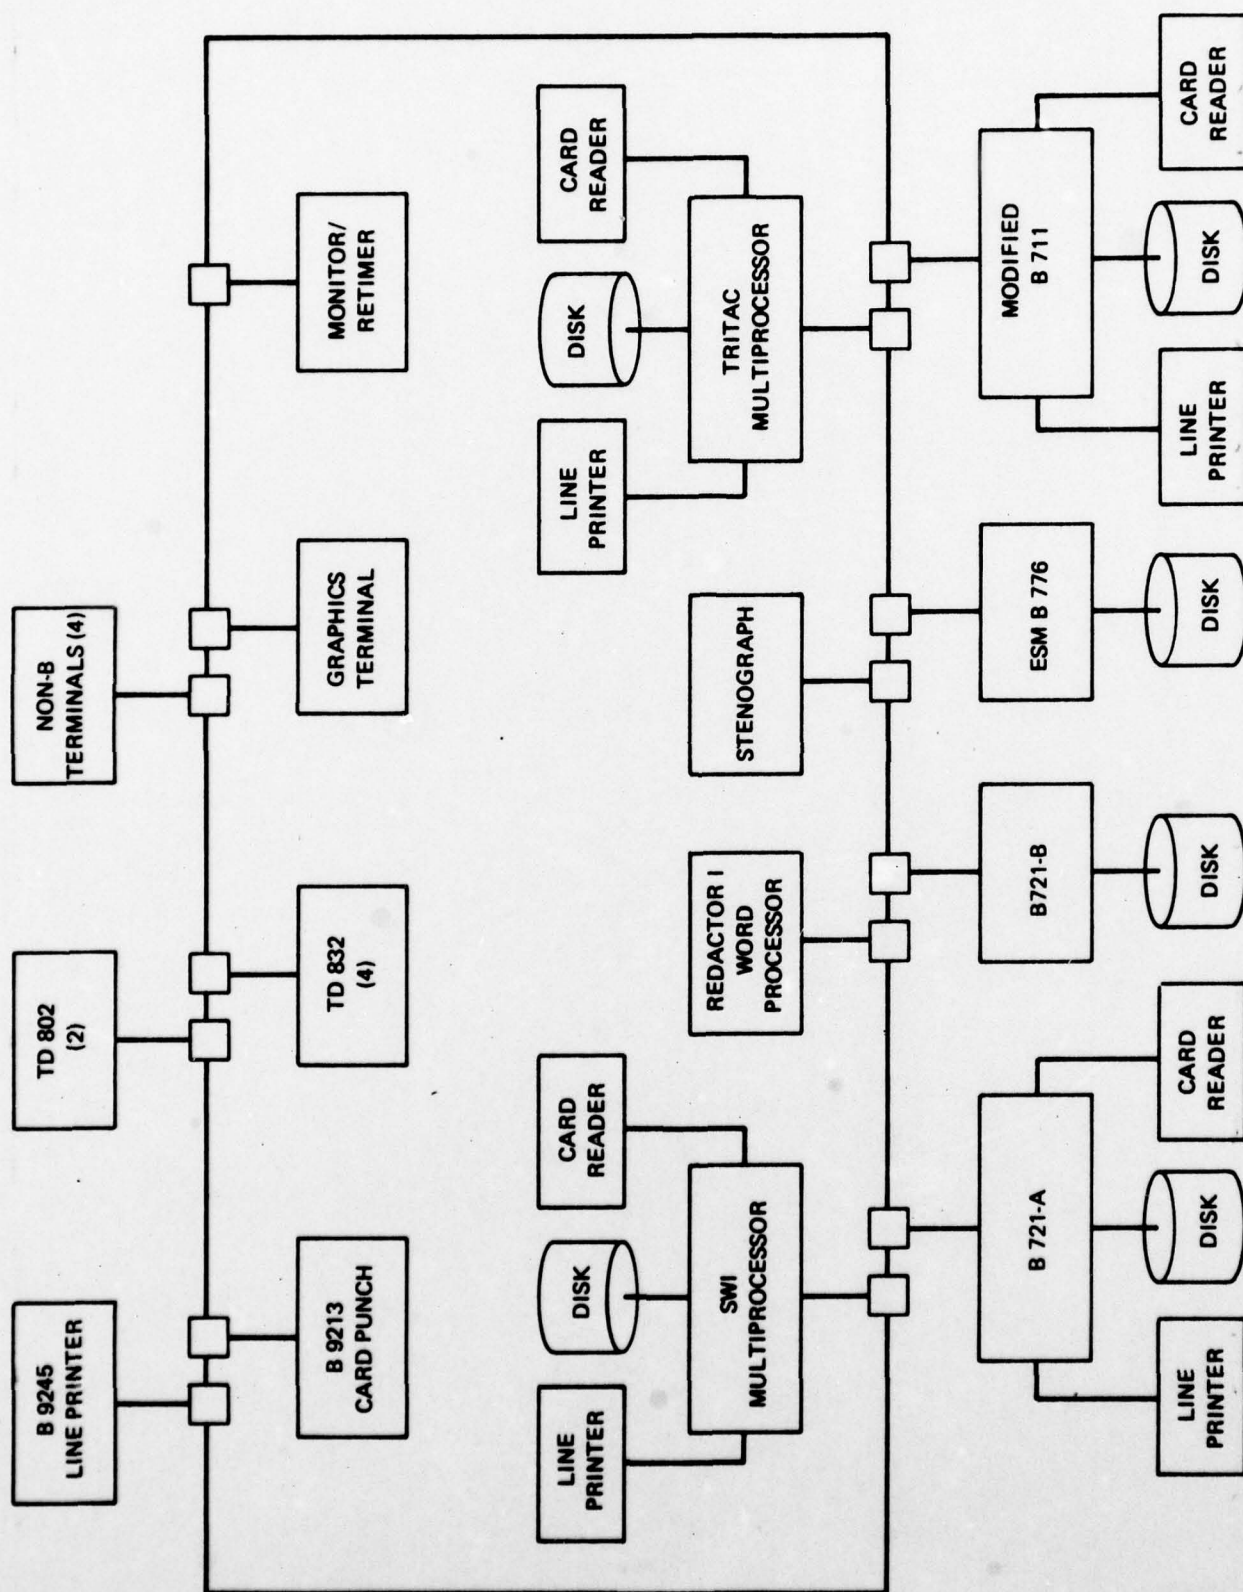 B 9245
LINE PRINTER
TD 802
(2)
NON-B
TERMINALS (4)
B 9213
CARD PUNCH
TD 832
(4)
GRAPHICS
TERMINAL
MONITOR/
RETIMER
LINE
PRINTER
DISK
CARD
READER
LINE
PRINTER
DISK
CARD
READER
SWI
MULTIPROCESSOR
REDACTOR I
WORD
PROCESSOR
STENOGRAPH
TRITAC
MULTIPROCESSOR
B 721-A
B721-B
ESM B 776
MODIFIED
B 711
LINE
PRINTER
DISK
CARD
READER
DISK
DISK
LINE
PRINTER
DISK
CARD
READER